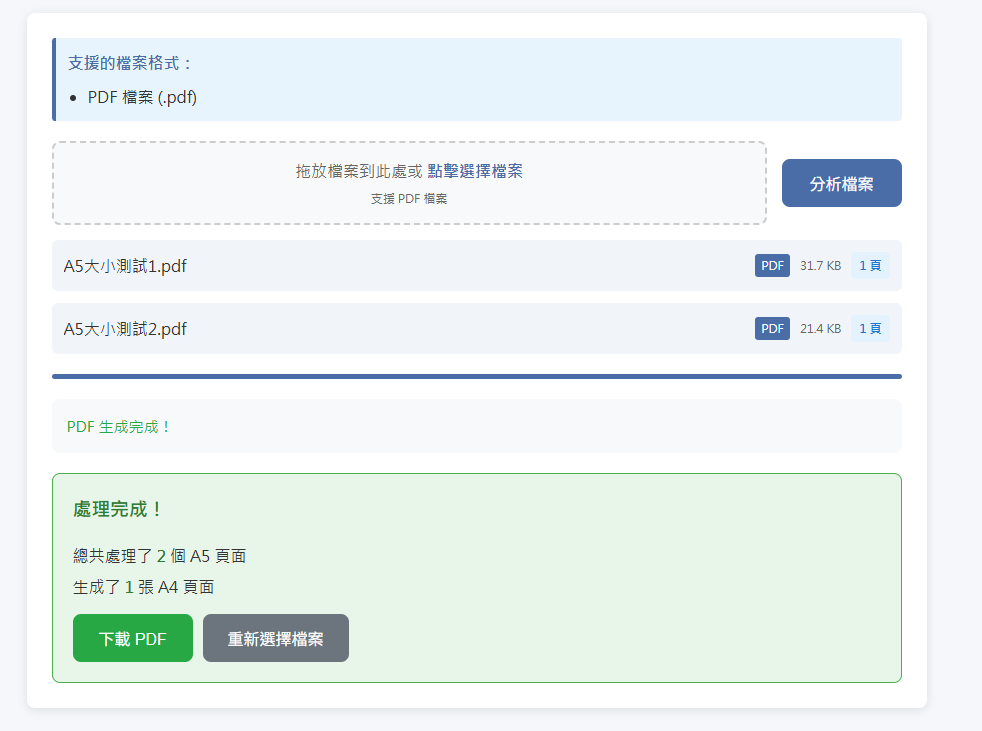 支援的檔案格式：
• PDF 檔案 (.pdf)
拖放檔案到此處或 點擊選擇檔案
支援 PDF 檔案
分析檔案
A5大小測試1.pdf PDF 31.7 KB 1 頁
A5大小測試2.pdf PDF 21.4 KB 1 頁
PDF 生成完成！
處理完成！
總共處理了 2 個 A5 頁面
生成了 1 張 A4 頁面
下載 PDF 重新選擇檔案